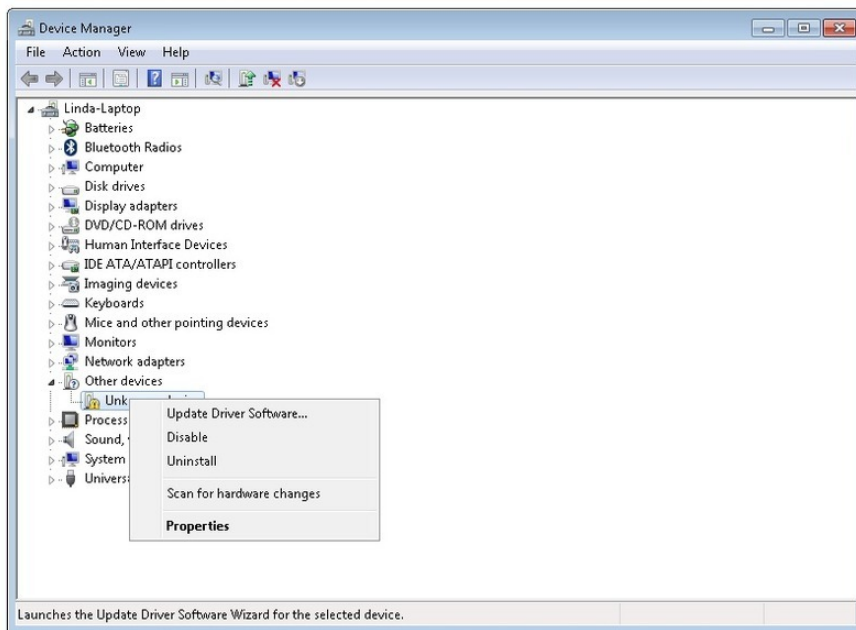 Device Manager
File Action View Help
Linda-Laptop
Batteries
Bluetooth Radios
Computer
Disk drives
Display adapters
DVD/CD-ROM drives
Human Interface Devices
IDE ATA/ATAPI controllers
Imaging devices
Keyboards
Mice and other pointing devices
Monitors
Network adapters
Other devices
Unk
Process
Sound,
System
Univers
Update Driver Software...
Disable
Uninstall
Scan for hardware changes
Properties
Launches the Update Driver Software Wizard for the selected device.